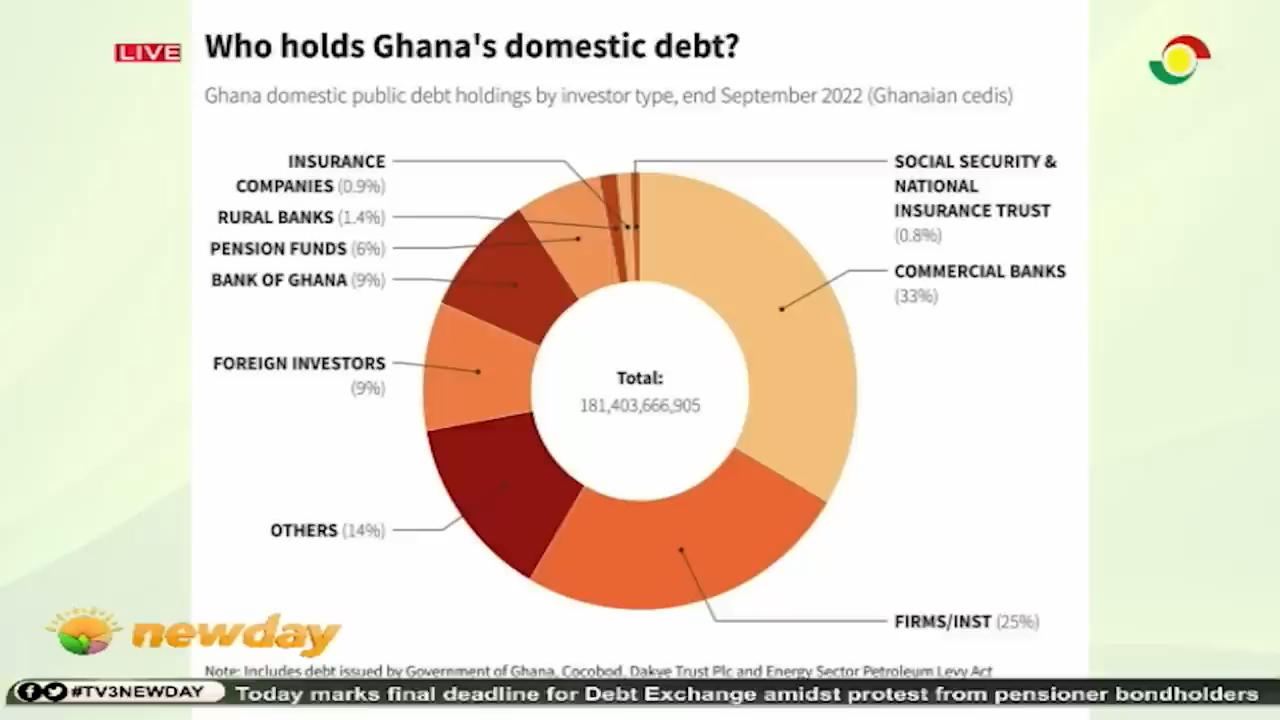 LIVE
Who holds Ghana's domestic debt?
Ghana domestic public debt holdings by investor type, end September 2022 (Ghanaian cedis)
INSURANCE
COMPANIES (0.9%)
RURAL BANKS (1.4%)
PENSION FUNDS (6%)
BANK OF GHANA (9%)
FOREIGN INVESTORS
(9%)
OTHERS (14%)
SOCIAL SECURITY &
NATIONAL
INSURANCE TRUST
(0.8%)
COMMERCIAL BANKS
(33%)
FIRMS/INST (25%)
Total:
181,403,666,905
Note: Includes debt issued by Government of Ghana, Cocobod, Dakye Trust Plc and Energy Sector Petroleum Levy Act
newday
#TV3NEWDAY
Today marks final deadline for Debt Exchange amidst protest from pensioner bondholders